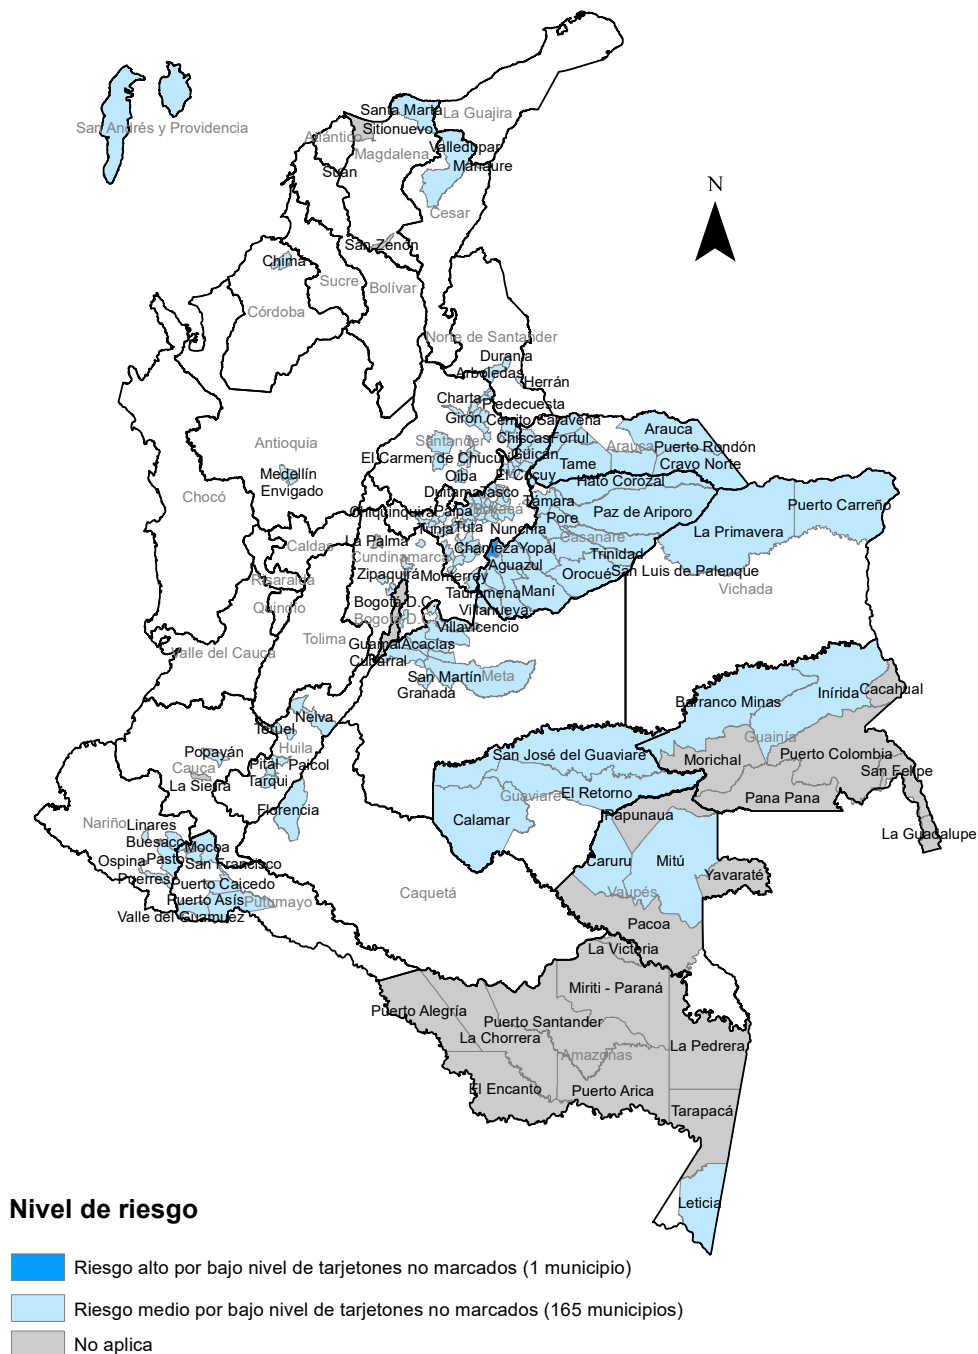 Santa Marta
La Guajira
San Andrés y Providencia
Sitionuevo
Atlántico
Magdalena
Valledupar
Manaure
Suán
N
Cesar
San Zenón
Chimá
Sucre
Bolívar
Córdoba
Norte de Santander
Durania
Arboledas
Herrán
Charta
Piedecuesta
Girón
Cerrito
Saravena
Arauca
Antioquia
Santander
Chiscas
Fortul
Arauca
Puerto Rondón
El Carmen de Chucurí
Güicán
Tame
Cravo Norte
Medellín
Oiba
El Cocuy
Hato Corozal
Envigado
Duitama
Tasco
Támara
Chocó
Chiquinquirá
Paipa
Boyacá
Pore
Paz de Ariporo
Puerto Carreño
Tunja
Tuta
Nunchía
La Primavera
La Palma
Casanare
Caldas
Cundinamarca
Chámeza
Yopal
Trinidad
Risaralda
Zipaquirá
Monterrey
Aguazul
Orocué
San Luis de Palenque
Quindío
Bogotá D.C.
Tauramena
Maní
Vichada
Bogotá D.C.
Villanueva
Tolima
Villavicencio
Valle del Cauca
Guamal
Acacías
Cubarral
San Martín
Meta
Granada
Barranco Minas
Inírida
Cacahual
Neiva
Teruel
Guainía
Popayán
Huila
San José del Guaviare
Morichal
Puerto Colombia
Cauca
Pital
Paicol
San Felipe
La Sierra
Tarqui
Guaviare
El Retorno
Pana Pana
Florencia
Papunaua
Nariño
Linares
Calamar
La Guadalupe
Buesaco
Mocoa
Ospina
Pasto
San Francisco
Caruru
Mitú
Puerres
Puerto Caicedo
Yavaraté
Puerto Asís
Putumayo
Caquetá
Vaupés
Valle del Guamuez
Pacoa
La Victoria
Miriti - Paraná
Puerto Alegría
Puerto Santander
La Chorrera
La Pedrera
Amazonas
El Encanto
Puerto Arica
Tarapacá
Leticia
Nivel de riesgo
Riesgo alto por bajo nivel de tarjetones no marcados (1 municipio)
Riesgo medio por bajo nivel de tarjetones no marcados (165 municipios)
No aplica